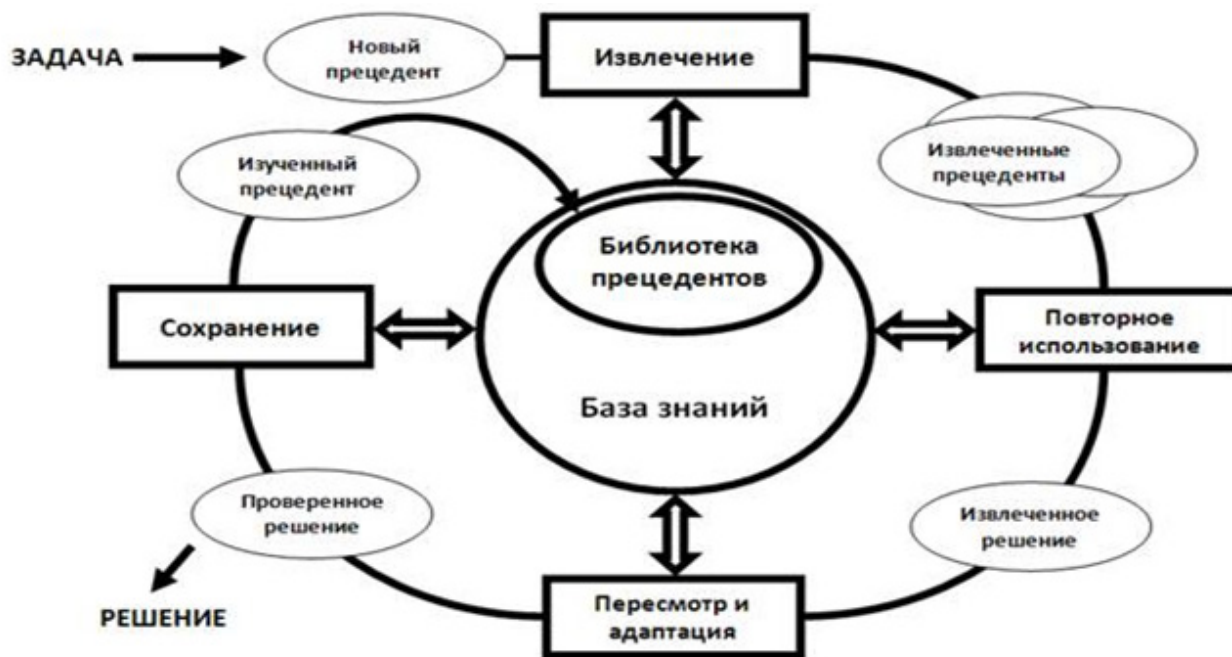 ЗАДАЧА
Новый
прецедент
Извлечение
Изученный
прецедент
Извлеченные
прецеденты
Библиотека
прецедентов
Сохранение
Повторное
использование
База знаний
Проверенное
решение
Извлеченное
решение
РЕШЕНИЕ
Пересмотр и
адаптация